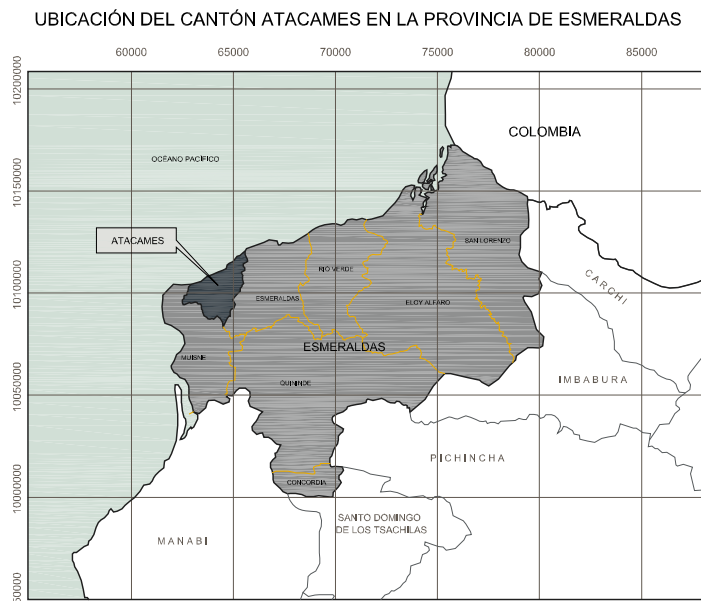 UBICACIÓN DEL CANTÓN ATACAMES EN LA PROVINCIA DE ESMERALDAS
60000 65000 70000 75000 80000 85000
10200000
COLOMBIA
OCÉANO PACÍFICO
10150000
ATACAMES
SAN LORENZO
RIO VERDE
CARCHI
10100000
ESMERALDAS
ELOY ALFARO
ESMERALDAS
MUISNE
IMBABURA
QUININDE
10050000
PICHINCHA
CONCORDIA
10000000
SANTO DOMINGO
DE LOS TSACHILAS
MANABI